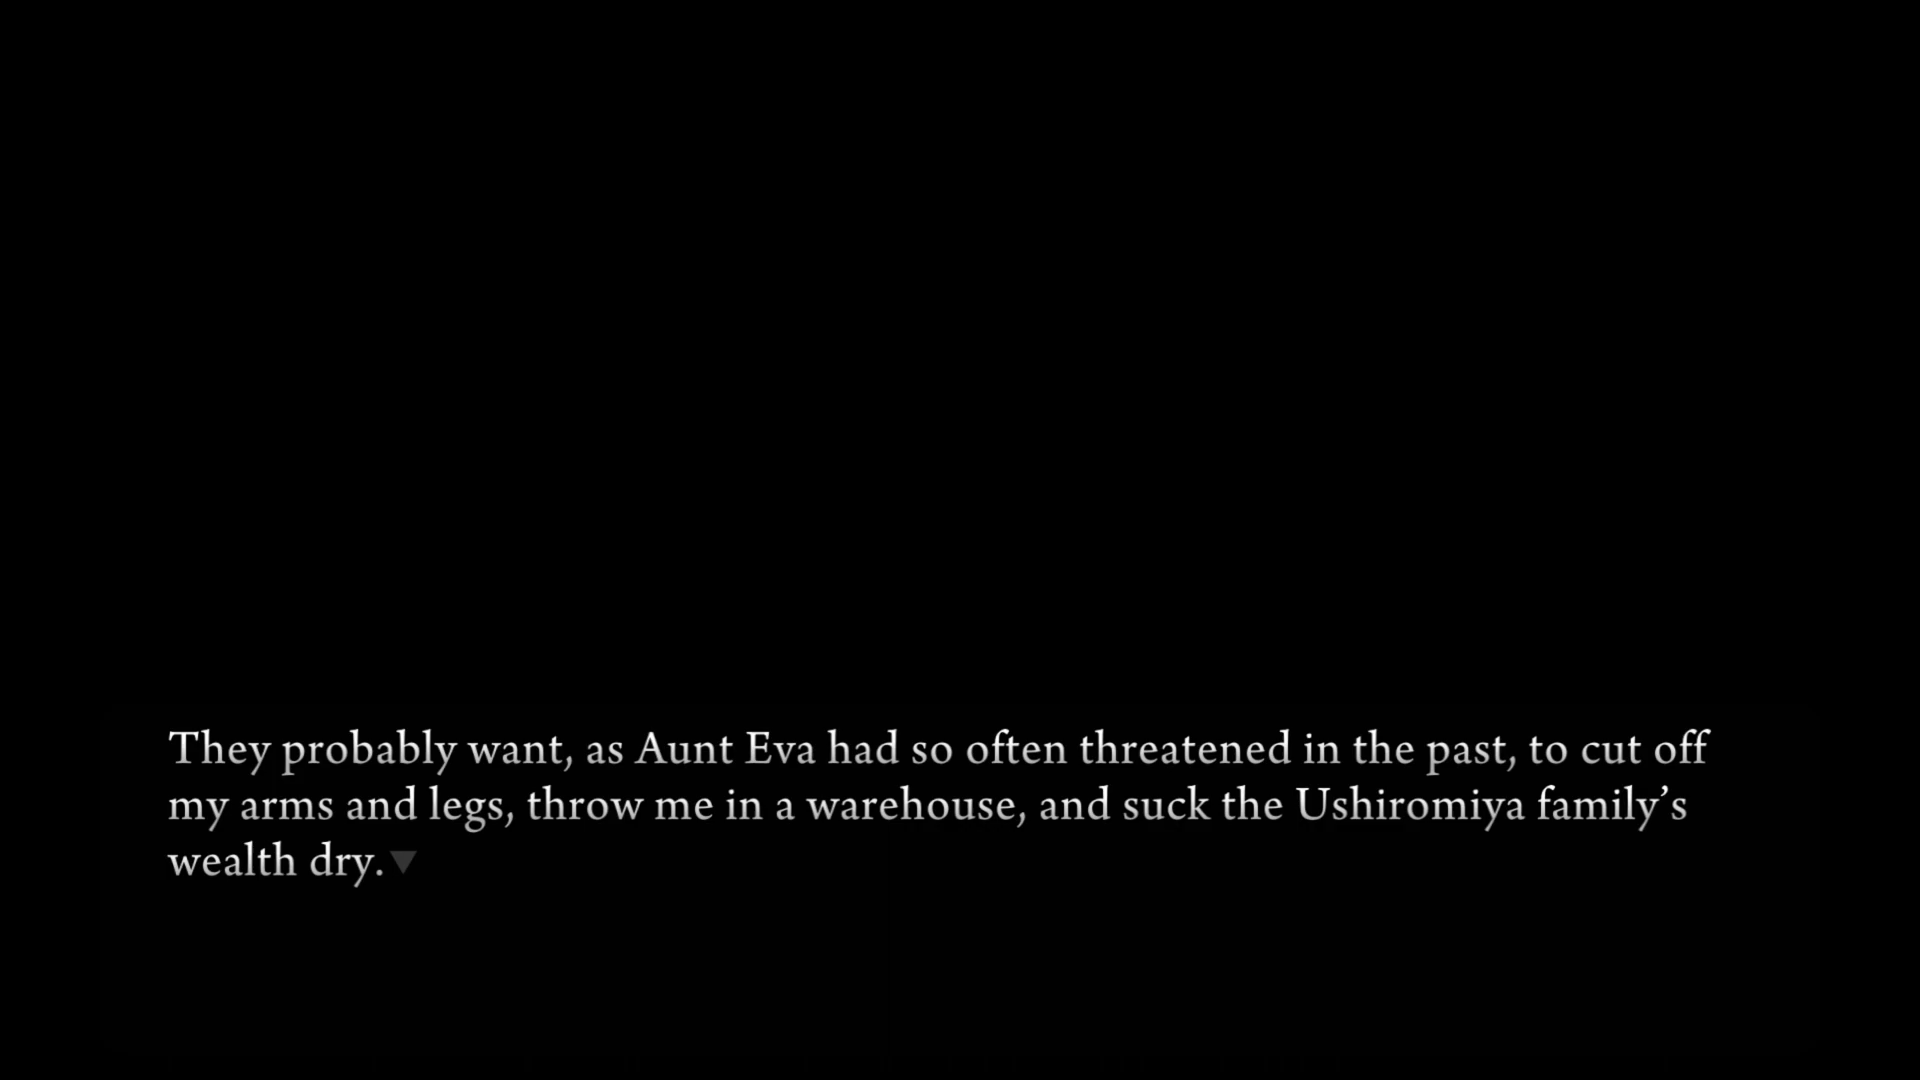 They probably want, as Aunt Eva had so often threatened in the past, to cut off
my arms and legs, throw me in a warehouse, and suck the Ushiromiya family’s
wealth dry.